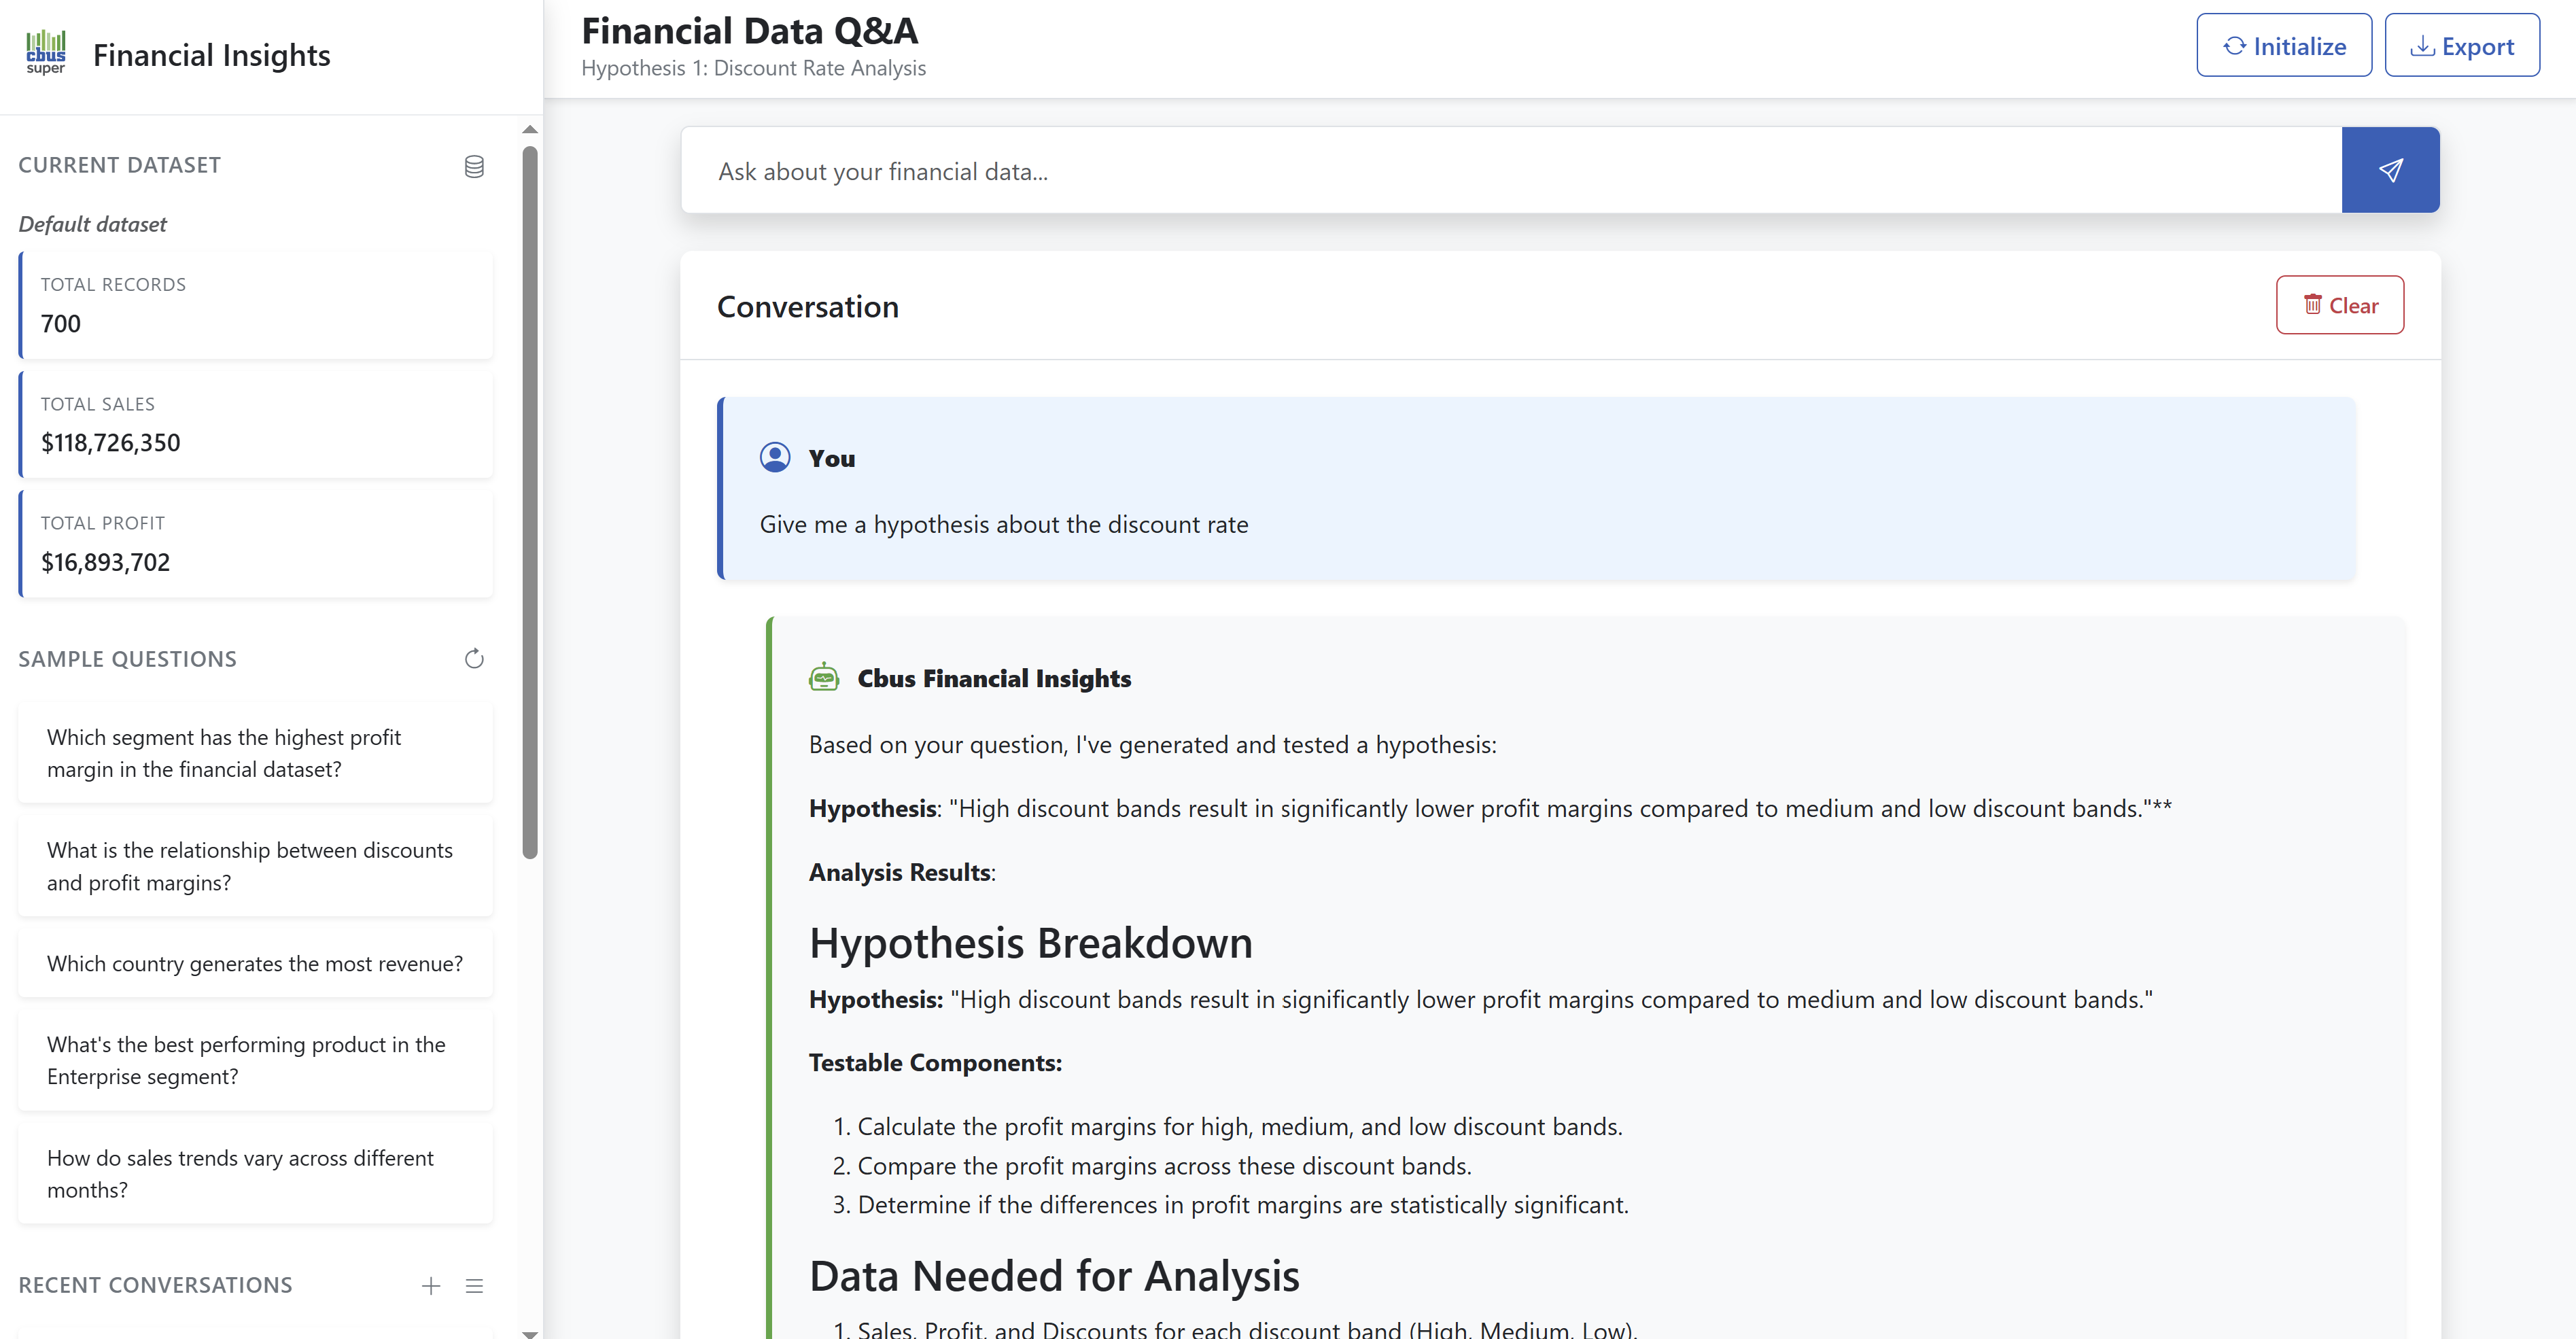 cbus
super
Financial Insights
CURRENT DATASET
Default dataset
TOTAL RECORDS
700
TOTAL SALES
$118,726,350
TOTAL PROFIT
$16,893,702
SAMPLE QUESTIONS
Which segment has the highest profit
margin in the financial dataset?
What is the relationship between discounts
and profit margins?
Which country generates the most revenue?
What's the best performing product in the
Enterprise segment?
How do sales trends vary across different
months?
RECENT CONVERSATIONS
Financial Data Q&A
Hypothesis 1: Discount Rate Analysis
Initialize
Export
Ask about your financial data...
Conversation
Clear
You
Give me a hypothesis about the discount rate
Cbus Financial Insights
Based on your question, I've generated and tested a hypothesis:
Hypothesis: "High discount bands result in significantly lower profit margins compared to medium and low discount bands."**
Analysis Results:
Hypothesis Breakdown
Hypothesis: "High discount bands result in significantly lower profit margins compared to medium and low discount bands."
Testable Components:
1. Calculate the profit margins for high, medium, and low discount bands.
2. Compare the profit margins across these discount bands.
3. Determine if the differences in profit margins are statistically significant.
Data Needed for Analysis
1. Sales, Profit, and Discounts for each discount band (High, Medium, Low).